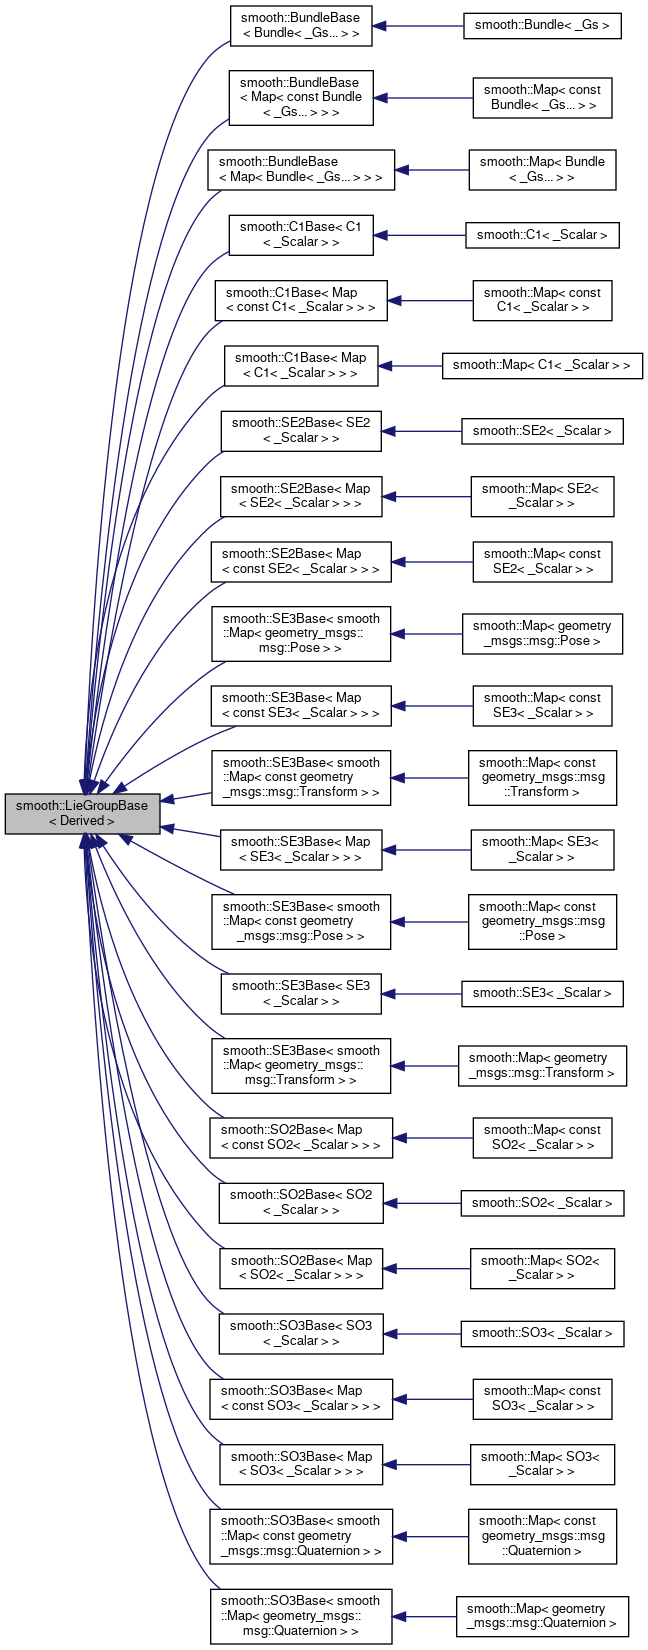 smooth::BundleBase
< Bundle< _Gs... > >
smooth::Bundle< _Gs >
smooth::BundleBase
< Map< const Bundle
< _Gs... > > >
smooth::Map< const
Bundle< _Gs... > >
smooth::BundleBase
< Map< Bundle< _Gs... > > >
smooth::Map< Bundle
< _Gs... > >
smooth::C1Base< C1
< _Scalar > >
smooth::C1< _Scalar >
smooth::C1Base< Map
< const C1< _Scalar > > >
smooth::Map< const
C1< _Scalar > >
smooth::C1Base< Map
< C1< _Scalar > > >
smooth::Map< C1< _Scalar > >
smooth::SE2Base< SE2
< _Scalar > >
smooth::SE2< _Scalar >
smooth::SE2Base< Map
< SE2< _Scalar > > >
smooth::Map< SE2<
_Scalar > >
smooth::SE2Base< Map
< const SE2< _Scalar > > >
smooth::Map< const
SE2< _Scalar > >
smooth::SE3Base< smooth
::Map< geometry_msgs::
msg::Pose > >
smooth::Map< geometry
_msgs::msg::Pose >
smooth::SE3Base< Map
< const SE3< _Scalar > > >
smooth::Map< const
SE3< _Scalar > >
smooth::SE3Base< smooth
::Map< const geometry
_msgs::msg::Transform > >
smooth::Map< const
geometry_msgs::msg
::Transform >
smooth::LieGroupBase
< Derived >
smooth::SE3Base< Map
< SE3< _Scalar > > >
smooth::Map< SE3<
_Scalar > >
smooth::SE3Base< smooth
::Map< const geometry
_msgs::msg::Pose > >
smooth::Map< const
geometry_msgs::msg
::Pose >
smooth::SE3Base< SE3
< _Scalar > >
smooth::SE3< _Scalar >
smooth::SE3Base< smooth
::Map< geometry_msgs::
msg::Transform > >
smooth::Map< geometry
_msgs::msg::Transform >
smooth::SO2Base< Map
< const SO2< _Scalar > > >
smooth::Map< const
SO2< _Scalar > >
smooth::SO2Base< SO2
< _Scalar > >
smooth::SO2< _Scalar >
smooth::SO2Base< Map
< SO2< _Scalar > > >
smooth::Map< SO2<
_Scalar > >
smooth::SO3Base< SO3
< _Scalar > >
smooth::SO3< _Scalar >
smooth::SO3Base< Map
< const SO3< _Scalar > > >
smooth::Map< const
SO3< _Scalar > >
smooth::SO3Base< Map
< SO3< _Scalar > > >
smooth::Map< SO3<
_Scalar > >
smooth::SO3Base< smooth
::Map< const geometry
_msgs::msg::Quaternion > >
smooth::Map< const
geometry_msgs::msg
::Quaternion >
smooth::SO3Base< smooth
::Map< geometry_msgs::
msg::Quaternion > >
smooth::Map< geometry
_msgs::msg::Quaternion >